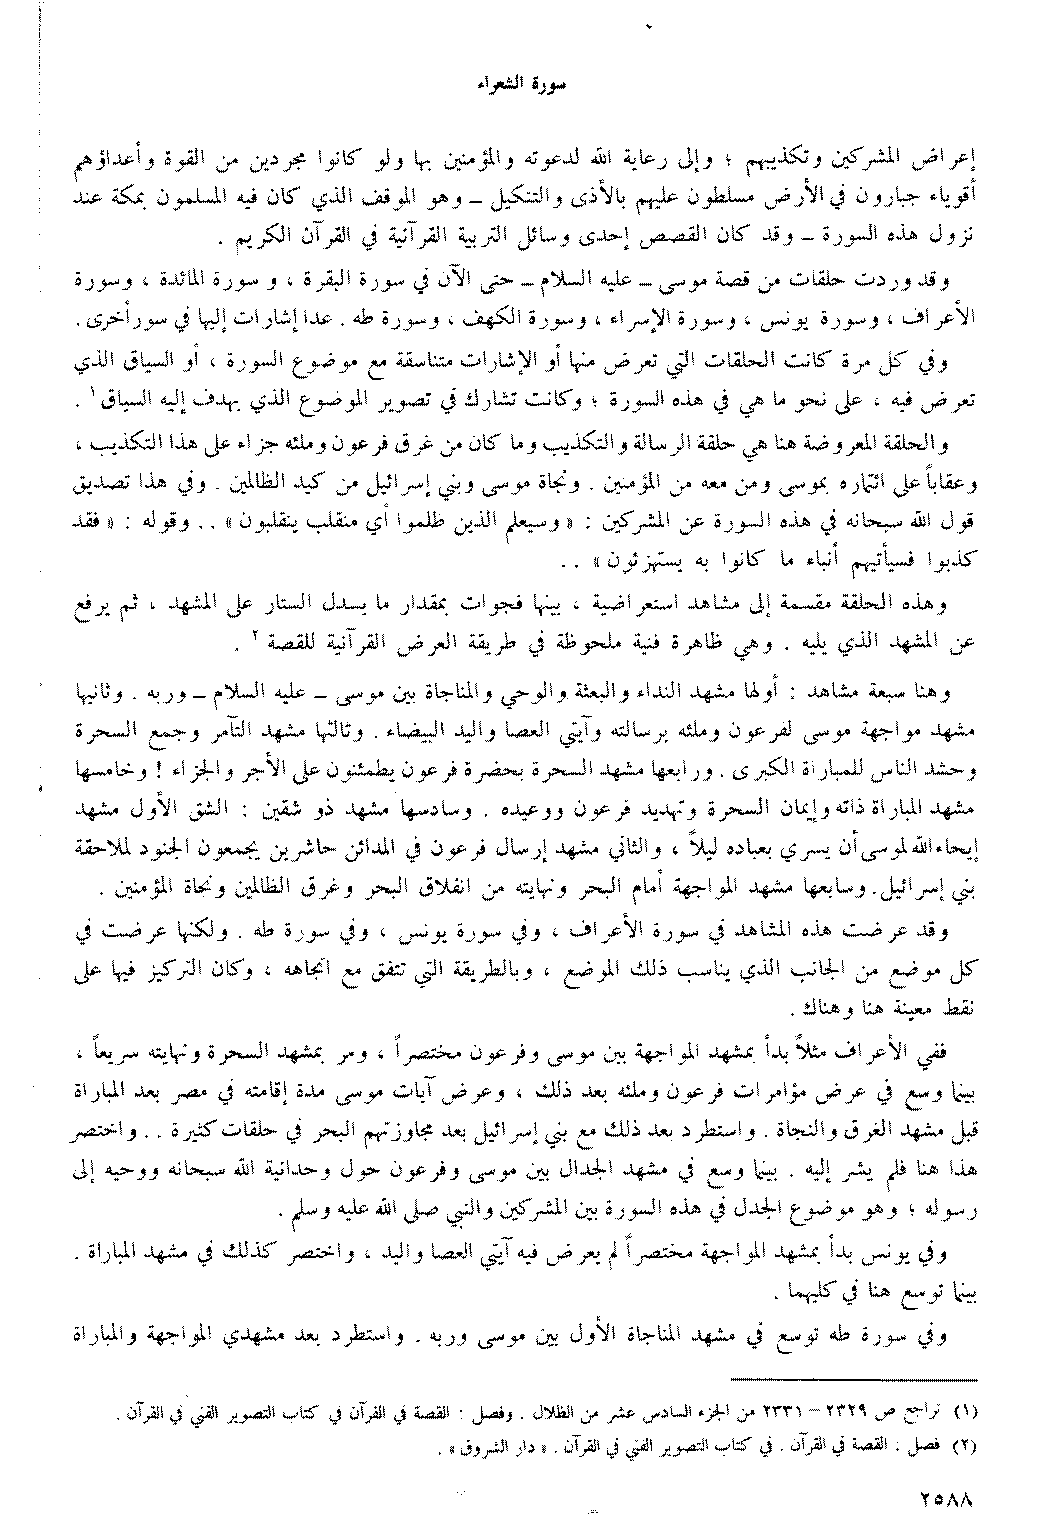 سورة الشعراء
إعراض المشركين وتكذيبهم ؛ وإلى رعاية الله لدعوته والمؤمنين بها ولو كانوا مجردين من القوة وأعداؤهم
أقوياء جبارون في الأرض مسلطون عليهم بالأذى والتنكيل – وهو الموقف الذي كان فيه المسلمون بمكة عند
نزول هذه السورة – وقد كان القصص إحدى وسائل التربية القرآنية في القرآن الكريم .
وقد وردت حلقات من قصة موسى – عليه السلام – حتى الآن في سورة البقرة ، و سورة المائدة ، وسورة
الأعراف ، وسورة يونس ، وسورة الإسراء ، وسورة الكهف ، وسورة طه . عدا إشارات إليها في سور أخرى .
وفي كل مرة كانت الحلقات التي تعرض منها أو الإشارات متناسقة مع موضوع السورة ، أو السياق الذي
تعرض فيه ، على نحو ما هي في هذه السورة ؛ وكانت تشارك في تصوير الموضوع الذي يهدف إليه السياق ١ .
والحلقة المعروضة هنا هي حلقة الرسالة والتكذيب وما كان من غرق فرعون وملئه جزاء على هذا التكذيب ،
وعقاباً على ائتماره بموسى ومن معه من المؤمنين . ونجاة موسى وبني إسرائيل من كيد الظالمين . وفي هذا تصديق
قول الله سبحانه في هذه السورة عن المشركين : « وسيعلم الذين ظلموا أي منقلب ينقلبون » .. وقوله : « فقد
كذبوا فسيأتيهم أنباء ما كانوا به يستهزئون » . .
وهذه الحلقة مقسمة إلى مشاهد استعراضية ، بينها فجوات بمقدار ما يسدل الستار على المشهد ، ثم يرفع
عن المشهد الذي يليه . وهي ظاهرة فنية ملحوظة في طريقة العرض القرآنية للقصة ٢ .
وهنا سبعة مشاهد : أولها مشهد النداء والبعثة والوحي والمناجاة بين موسى – عليه السلام – وربه . وثانيها
مشهد مواجهة موسى لفرعون وملئه برسالته وآيتي العصا واليد البيضاء . وثالثها مشهد التآمر وجمع السحرة
وحشد الناس للمباراة الكبرى . ورابعها مشهد السحرة بحضرة فرعون يطمئنون على الأجر والجزاء ! وخامسها
مشهد المباراة ذاته وإيمان السحرة وتهديد فرعون ووعيده . وسادسها مشهد ذو شقين : الشق الأول مشهد
إيحاء الله لموسى أن يسري بعباده ليلاً ، والثاني مشهد إرسال فرعون في المدائن حاشرين يجمعون الجنود لملاحقة
بني إسرائيل. وسابعها مشهد المواجهة أمام البحر ونهايته من انفلاق البحر وغرق الظالمين ونجاة المؤمنين .
وقد عرضت هذه المشاهد في سورة الأعراف ، وفي سورة يونس ، وفي سورة طه . ولكنها عرضت في
كل موضع من الجانب الذي يناسب ذلك الموضع ، وبالطريقة التي تتفق مع اتجاهه ، وكان التركيز فيها على
نقط معينة هنا وهناك .
ففي الأعراف مثلاً بدأ بمشهد المواجهة بين موسى وفرعون مختصراً ، ومر بمشهد السحرة ونهايته سريعاً ،
بينما وسع في عرض مؤامرات فرعون وملئه بعد ذلك ، وعرض آيات موسى مدة إقامته في مصر بعد المباراة
قبل مشهد الغرق والنجاة . واستطرد بعد ذلك مع بني إسرائيل بعد مجاوزتهم البحر في حلقات كثيرة . . واختصر
هذا هنا فلم يشر إليه . بينما وسع في مشهد الجدال بين موسى وفرعون حول وحدانية الله سبحانه ووحيه إلى
رسوله ؛ وهو موضوع الجدل في هذه السورة بين المشركين والنبي صلى الله عليه وسلم .
وفي يونس بدأ بمشهد المواجهة مختصراً لم يعرض فيه آيتي العصا واليد ، واختصر كذلك في مشهد المباراة .
بينما توسع هنا في كليهما .
وفي سورة طه توسع في مشهد المناجاة الأول بين موسى وربه . واستطرد بعد مشهدي المواجهة والمباراة
(١) تراجع ص ٢٣٢٩ – ٢٣٣١ من الجزء السادس عشر من الظلال . وفصل : القصة في القرآن في كتاب التصوير الفني في القرآن .
(٢) فصل : القصة في القرآن . في كتاب التصوير الفني في القرآن . « دار الشروق » .
٢٥٨٨